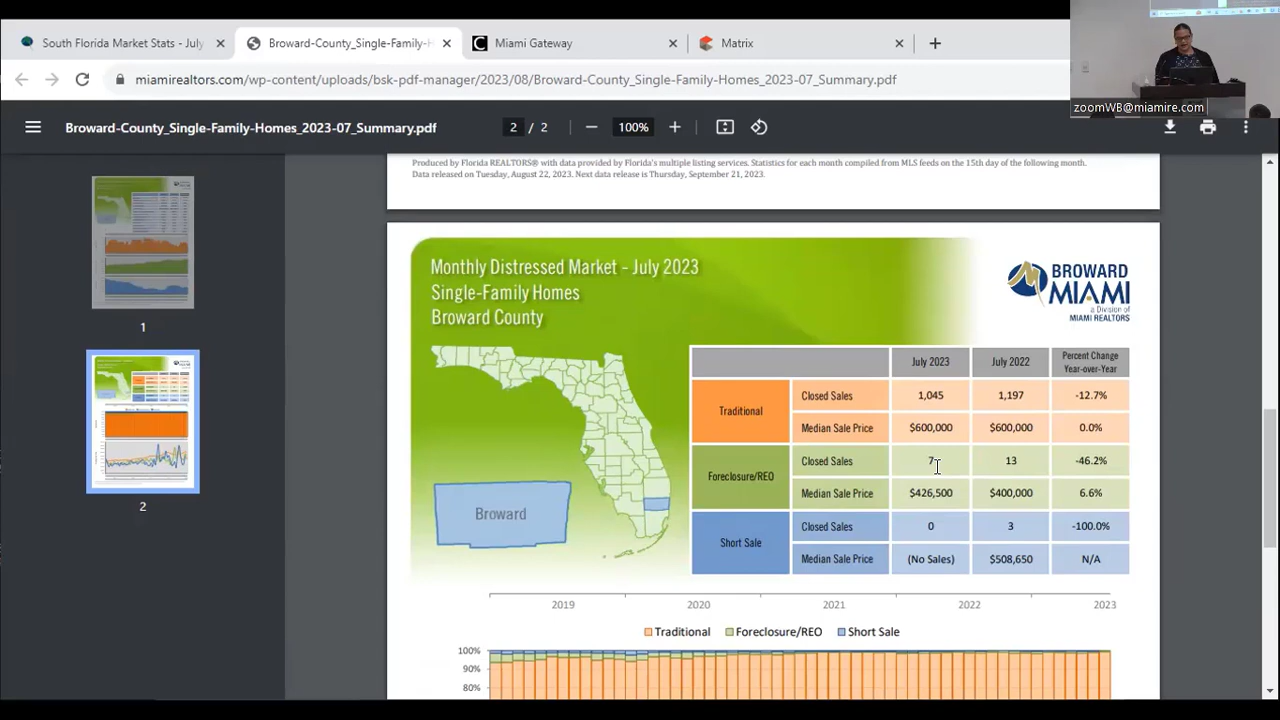 South Florida Market Stats - July
Broward-County_Single-Family-H
Miami Gateway
Matrix
miamirealtors.com/wp-content/uploads/bsk-pdf-manager/2023/08/Broward-County_Single-Family-Homes_2023-07_Summary.pdf
zoomWB@miamire.com
Broward-County_Single-Family-Homes_2023-07_Summary.pdf
2 / 2
100%
Produced by Florida REALTORS® with data provided by Florida's multiple listing services. Statistics for each month compiled from MLS feeds on the 15th day of the following month.
Data released on Tuesday, August 22, 2023. Next data release is Thursday, September 21, 2023.
1
2
Monthly Distressed Market - July 2023
Single-Family Homes
Broward County
BROWARD
MIAMI
a Division of
MIAMI REALTORS
Broward
July 2023 July 2022 Percent Change
Year-over-Year
Traditional
Closed Sales 1,045 1,197 -12.7%
Median Sale Price $600,000 $600,000 0.0%
Foreclosure/REO
Closed Sales 7 13 -46.2%
Median Sale Price $426,500 $400,000 6.6%
Short Sale
Closed Sales 0 3 -100.0%
Median Sale Price (No Sales) $508,650 N/A
2019 2020 2021 2022 2023
Traditional Foreclosure/REO Short Sale
100%
90%
80%